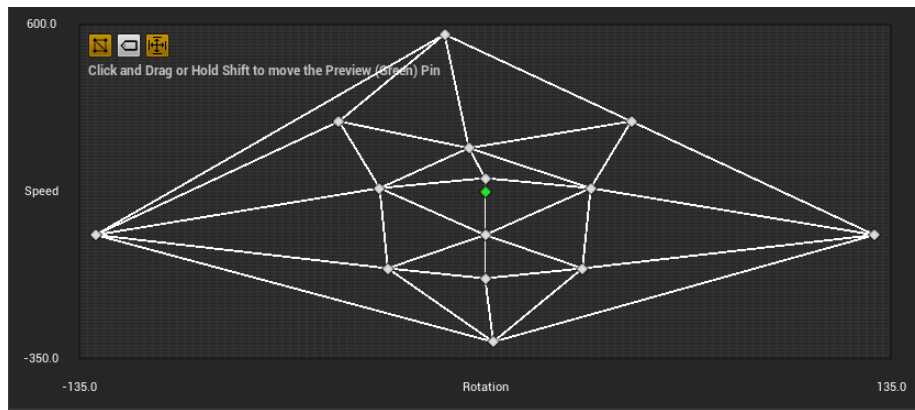 600.0
Click and Drag or Hold Shift to move the Preview (Green) Pin
Speed
-350.0
-135.0
Rotation
135.0